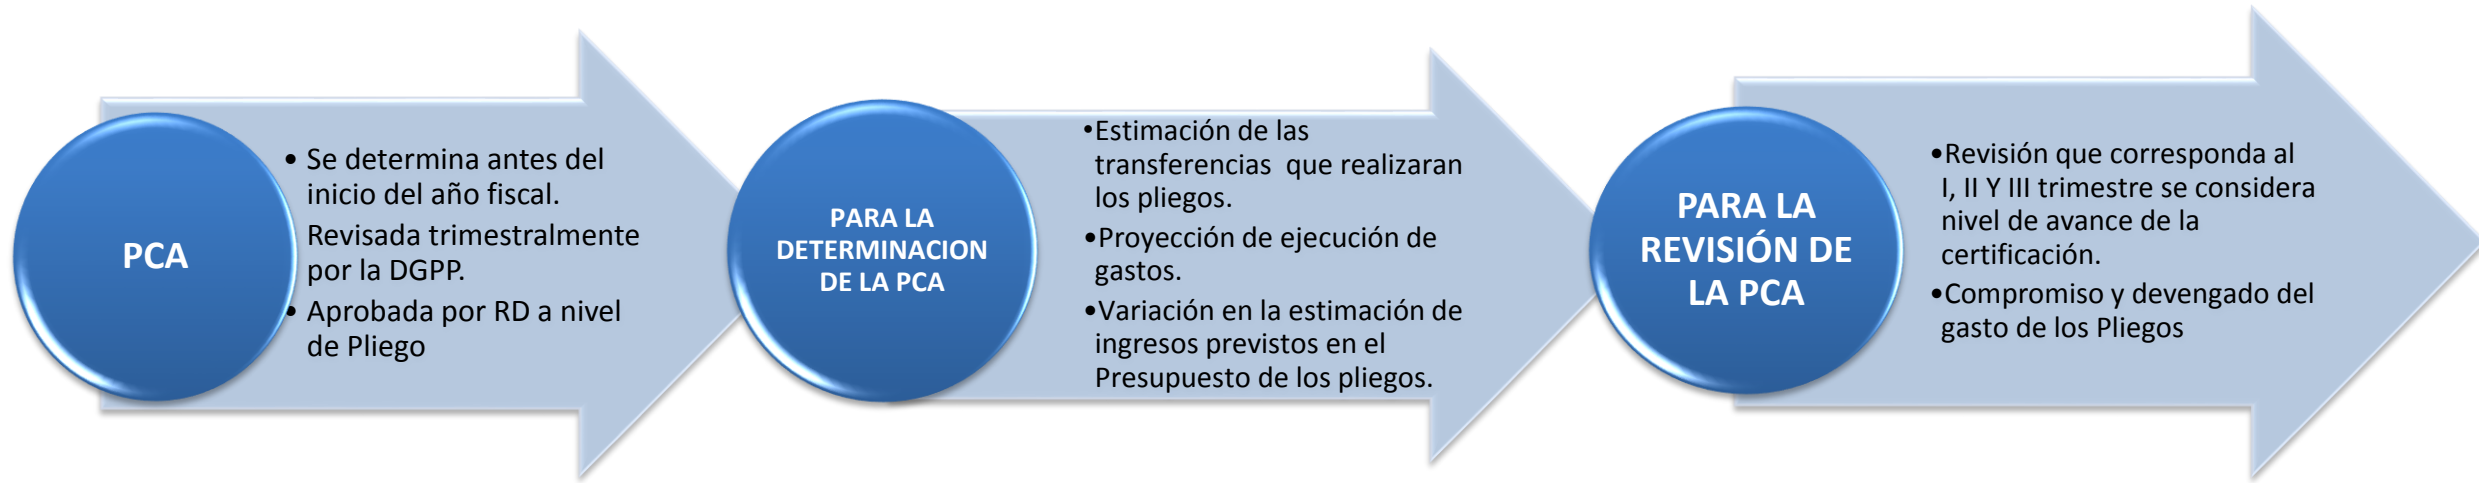 PCA
• Se determina antes del
inicio del año fiscal.
Revisada trimestralmente
por la DGPP.
• Aprobada por RD a nivel
de Pliego
PARA LA
DETERMINACION
DE LA PCA
•Estimación de las
transferencias que realizaran
los pliegos.
•Proyección de ejecución de
gastos.
•Variación en la estimación de
ingresos previstos en el
Presupuesto de los pliegos.
PARA LA
REVISIÓN DE
LA PCA
•Revisión que corresponda al
I, II Y III trimestre se considera
nivel de avance de la
certificación.
•Compromiso y devengado del
gasto de los Pliegos